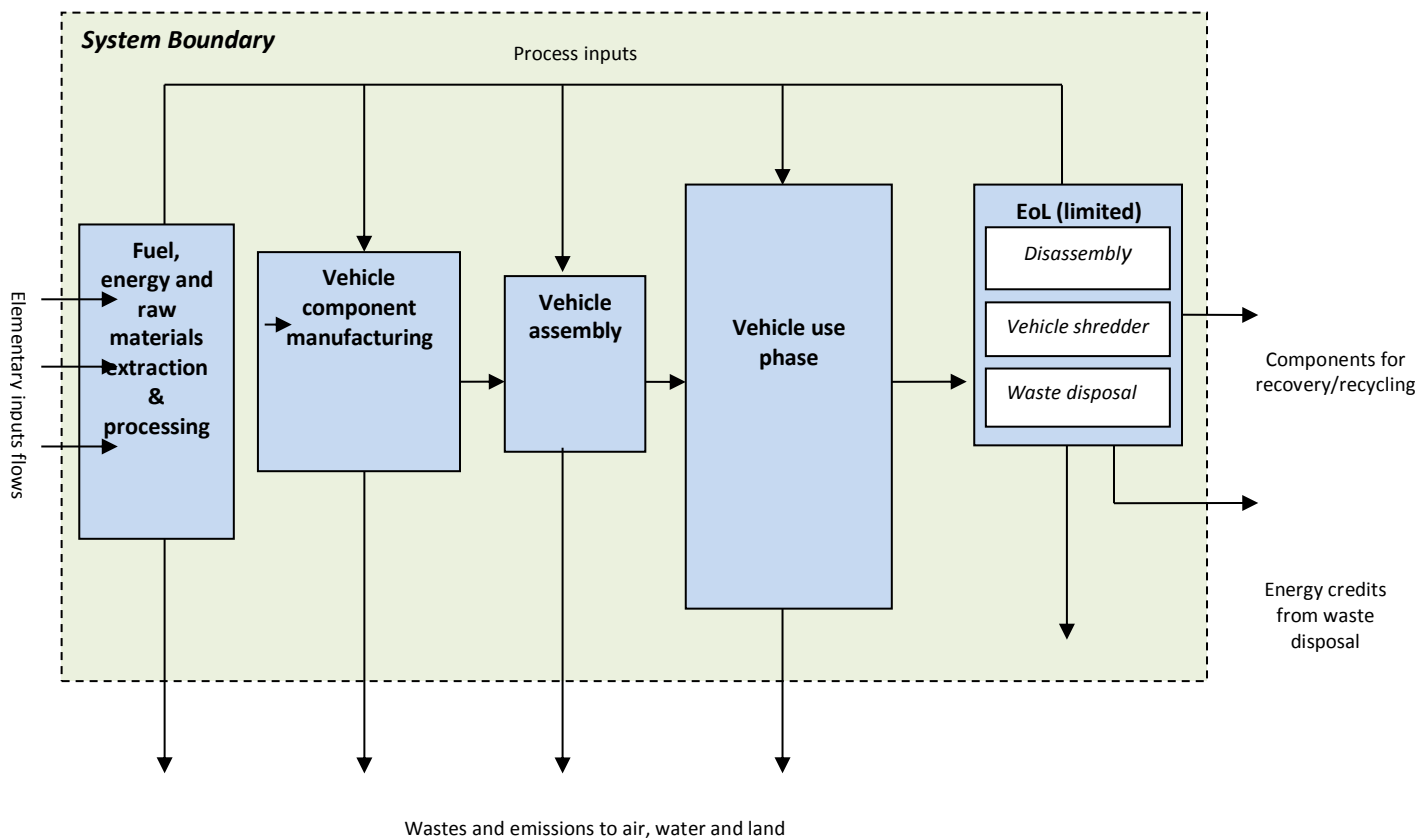 System Boundary
Process inputs
Elementary inputs flows
Fuel,
energy and
raw
materials
extraction
&
processing
Vehicle
component
manufacturing
Vehicle
assembly
Vehicle use
phase
EoL (limited)
Disassembly
Vehicle shredder
Waste disposal
Components for
recovery/recycling
Energy credits
from waste
disposal
Wastes and emissions to air, water and land